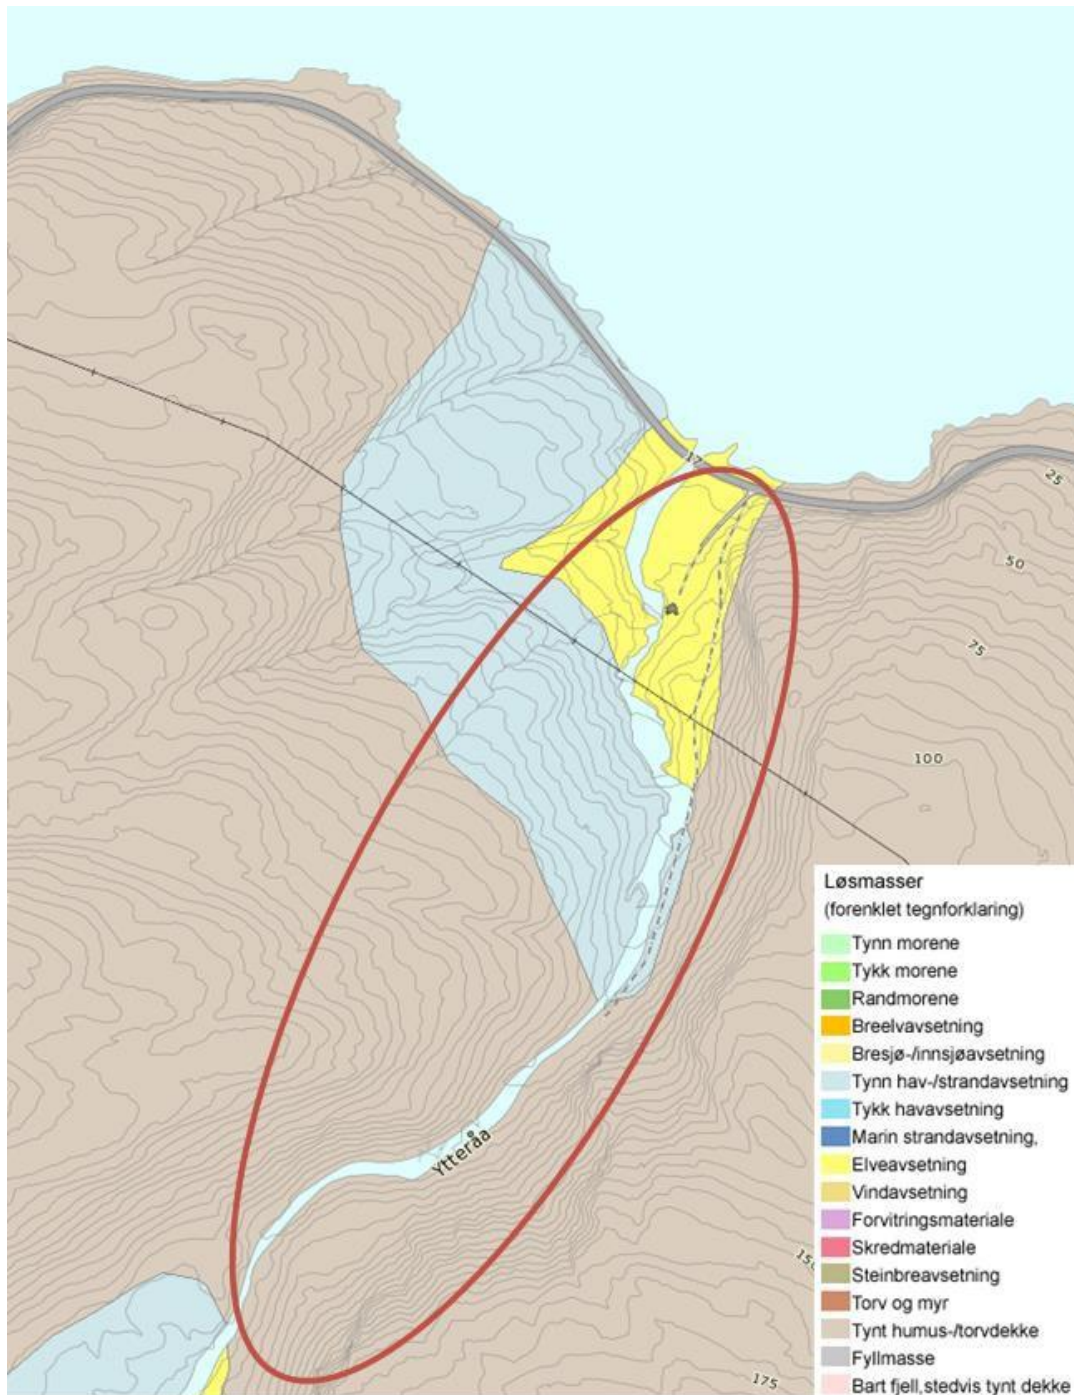 17
25
50
75
100
Ytteråa
150
175
Løsmasser
(forenklet tegnforklaring)
Tynn morene
Tykk morene
Randmorene
Breelvavsetning
Bresjø-/innsjøavsetning
Tynn hav-/strandavsetning
Tykk havavsetning
Marin strandavsetning,
Elveavsetning
Vindavsetning
Forvitringsmateriale
Skredmateriale
Steinbreavsetning
Torv og myr
Tynt humus-/torvdekke
Fyllmasse
Bart fjell,stedvis tynt dekke